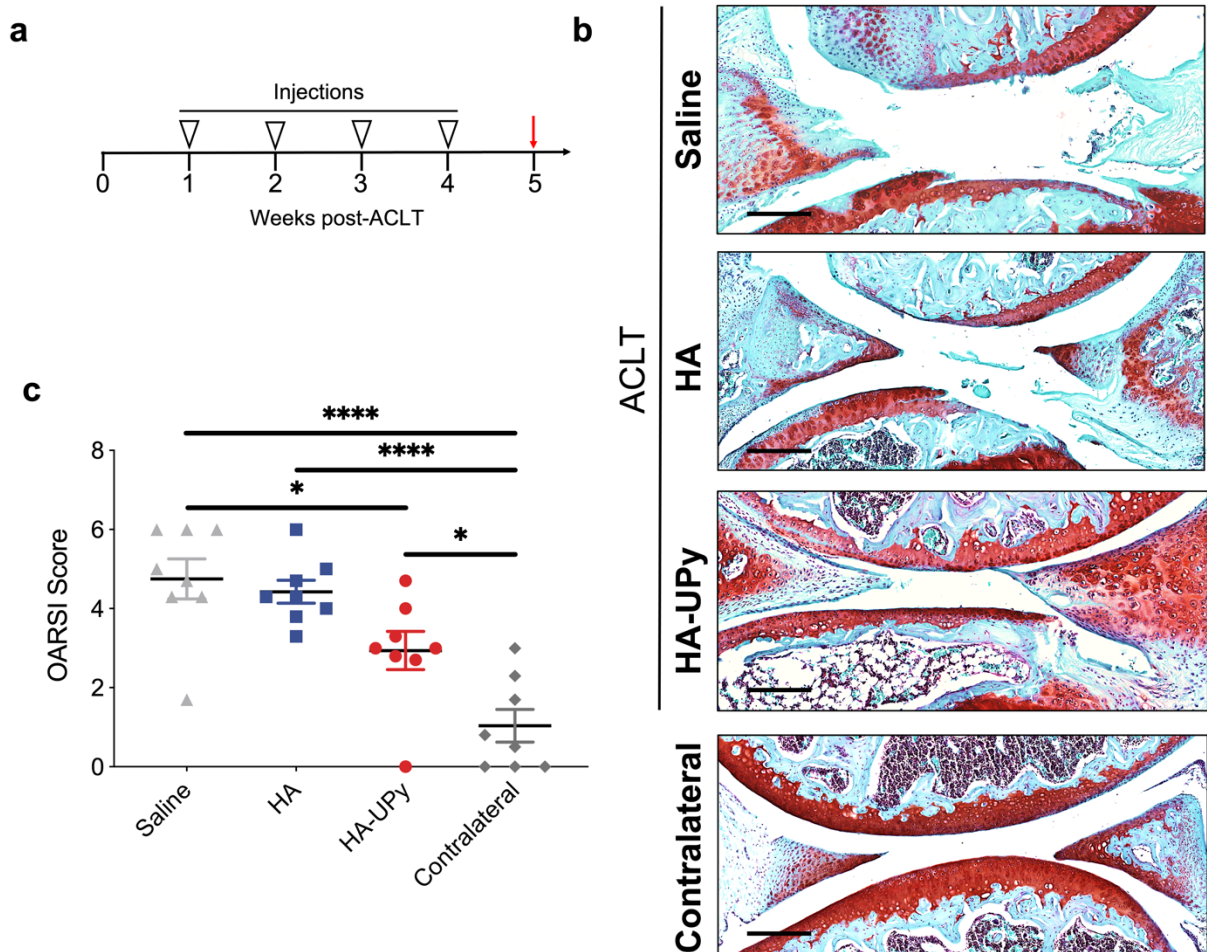 a
Injections
0 1 2 3 4 5
Weeks post-ACLT
b
ACLT
Saline
HA
HA-UPy
Contralateral
c
****
****
*
*
OARSI Score
8
6
4
2
0
Saline
HA
HA-UPy
Contralateral